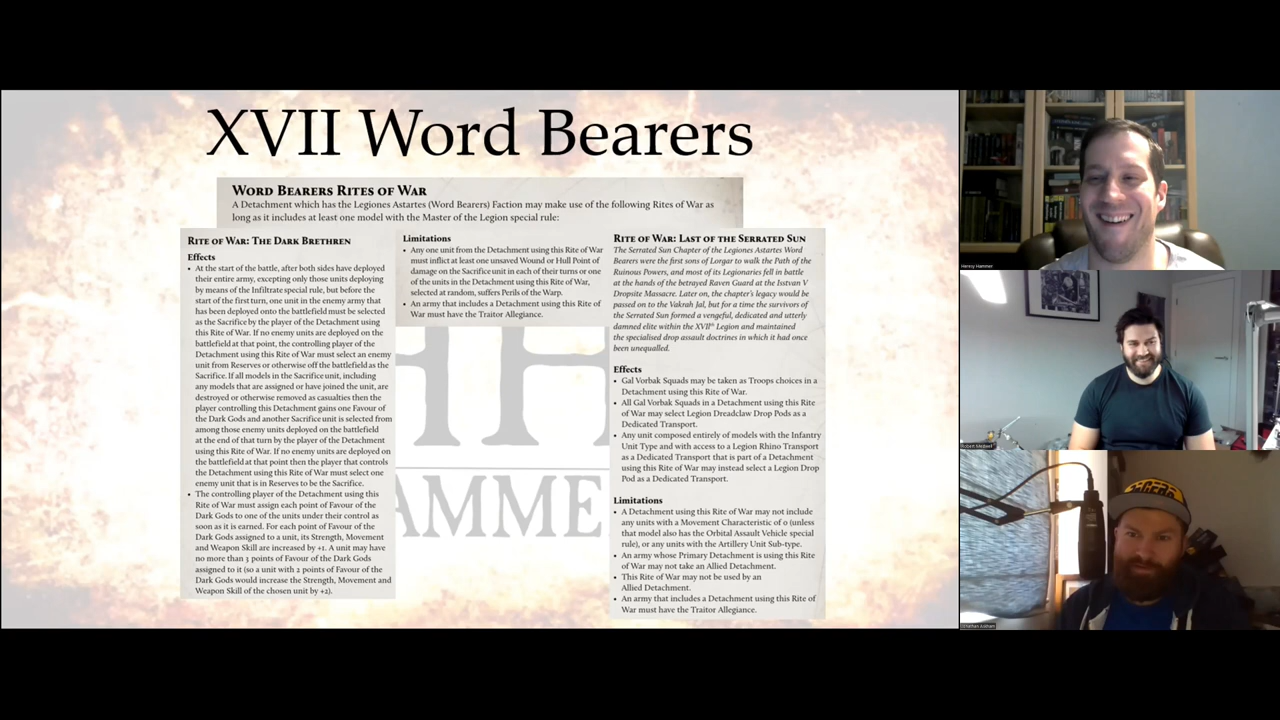 XVII Word Bearers
Word Bearers Rites of War
A Detachment which has the Legiones Astartes (Word Bearers) Faction may make use of the following Rites of War as
long as it includes at least one model with the Master of the Legion special rule:
Rite of War: The Dark Brethren
Effects
• At the start of the battle, after both sides have deployed
their entire army, excepting only those units deploying
by means of the Infiltrate special rule, but before the
start of the first turn, one unit in the enemy army that
has been deployed onto the battlefield must be selected
as the Sacrifice by the player of the Detachment using
this Rite of War. If no enemy units are deployed on the
battlefield at that point, the controlling player of the
Detachment using this Rite of War must select an enemy
unit from Reserves or otherwise off the battlefield as the
Sacrifice. If all models in the Sacrifice unit, including
any models that are assigned or have joined the unit, are
destroyed or otherwise removed as casualties then the
player controlling this Detachment gains one Favour of
the Dark Gods and another Sacrifice unit is selected from
among those enemy units deployed on the battlefield
at the end of that turn by the player of the Detachment
using this Rite of War. If no enemy units are deployed on
the battlefield at that point then the player that controls
the Detachment using this Rite of War must select one
enemy unit that is in Reserves to be the Sacrifice.
• The controlling player of the Detachment using this
Rite of War must assign each point of Favour of the
Dark Gods to one of the units under their control as
soon as it is earned. For each point of Favour of the
Dark Gods assigned to a unit, its Strength, Movement
and Weapon Skill are increased by +1. A unit may have
no more than 3 points of Favour of the Dark Gods
assigned to it (so a unit with 2 points of Favour of the
Dark Gods would increase the Strength, Movement and
Weapon Skill of the chosen unit by +2).
Limitations
• Any one unit from the Detachment using this Rite of War
must inflict at least one unsaved Wound or Hull Point of
damage on the Sacrifice unit in each of their turns or one
of the units in the Detachment using this Rite of War,
selected at random, suffers Perils of the Warp.
• An army that includes a Detachment using this Rite of
War must have the Traitor Allegiance.
HH
AMME
Rite of War: Last of the Serrated Sun
The Serrated Sun Chapter of the Legiones Astartes Word
Bearers were the first sons of Lorgar to walk the Path of the
Ruinous Powers, and most of its Legionaries fell in battle
at the hands of the betrayed Raven Guard at the Isstvan V
Dropsite Massacre. Later on, the chapter's legacy would be
passed on to the Vakrah Jal, but for a time the survivors of
the Serrated Sun formed a vengeful, dedicated and utterly
damned elite within the XVIIth Legion and maintained
the specialised drop assault doctrines in which it had once
been unequalled.
Effects
• Gal Vorbak Squads may be taken as Troops choices in a
Detachment using this Rite of War.
• All Gal Vorbak Squads in a Detachment using this Rite
of War may select Legion Dreadclaw Drop Pods as a
Dedicated Transport.
• Any unit composed entirely of models with the Infantry
Unit Type and with access to a Legion Rhino Transport
as a Dedicated Transport that is part of a Detachment
using this Rite of War may instead select a Legion Drop
Pod as a Dedicated Transport.
Limitations
• A Detachment using this Rite of War may not include
any units with a Movement Characteristic of 0 (unless
that model also has the Orbital Assault Vehicle special
rule), or any units with the Artillery Unit Sub-type.
• An army whose Primary Detachment is using this Rite
of War may not take an Allied Detachment.
• This Rite of War may not be used by an
Allied Detachment.
• An army that includes a Detachment using this Rite of
War must have the Traitor Allegiance.